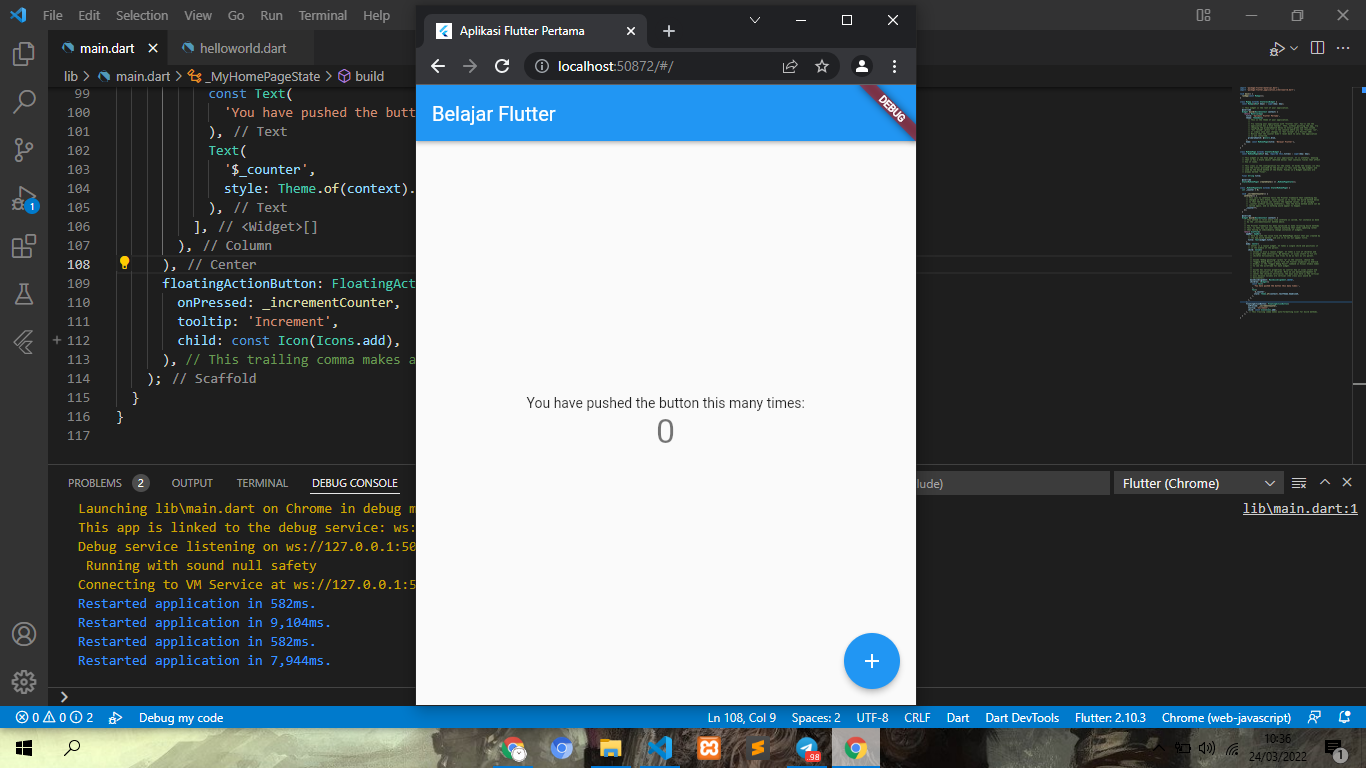 File Edit Selection View Go Run Terminal Help
main.dart
helloworld.dart
lib > main.dart > _MyHomePageState > build
99 const Text(
100 'You have pushed the butt
101 ), // Text
102 Text(
103 '$_counter',
104 style: Theme.of(context).
105 ), // Text
106 ], // <Widget>[]
107 ), // Column
108 ), // Center
109 floatingActionButton: FloatingAct
110 onPressed: _incrementCounter,
111 tooltip: 'Increment',
112 child: const Icon(Icons.add),
113 ), // This trailing comma makes a
114 ); // Scaffold
115 }
116 }
117
Aplikasi Flutter Pertama
localhost:50872/#/
Belajar Flutter
DEBUG
You have pushed the button this many times:
0
PROBLEMS 2 OUTPUT TERMINAL DEBUG CONSOLE
lude)
Flutter (Chrome)
Launching lib\main.dart on Chrome in debug m
lib\main.dart:1
This app is linked to the debug service: ws:
Debug service listening on ws://127.0.0.1:50
Running with sound null safety
Connecting to VM Service at ws://127.0.0.1:5
Restarted application in 582ms.
Restarted application in 9,104ms.
Restarted application in 582ms.
Restarted application in 7,944ms.
1
0 0 2 Debug my code
Ln 108, Col 9 Spaces: 2 UTF-8 CRLF Dart Dart DevTools Flutter: 2.10.3 Chrome (web-javascript)
98
10:36
24/03/2022
1